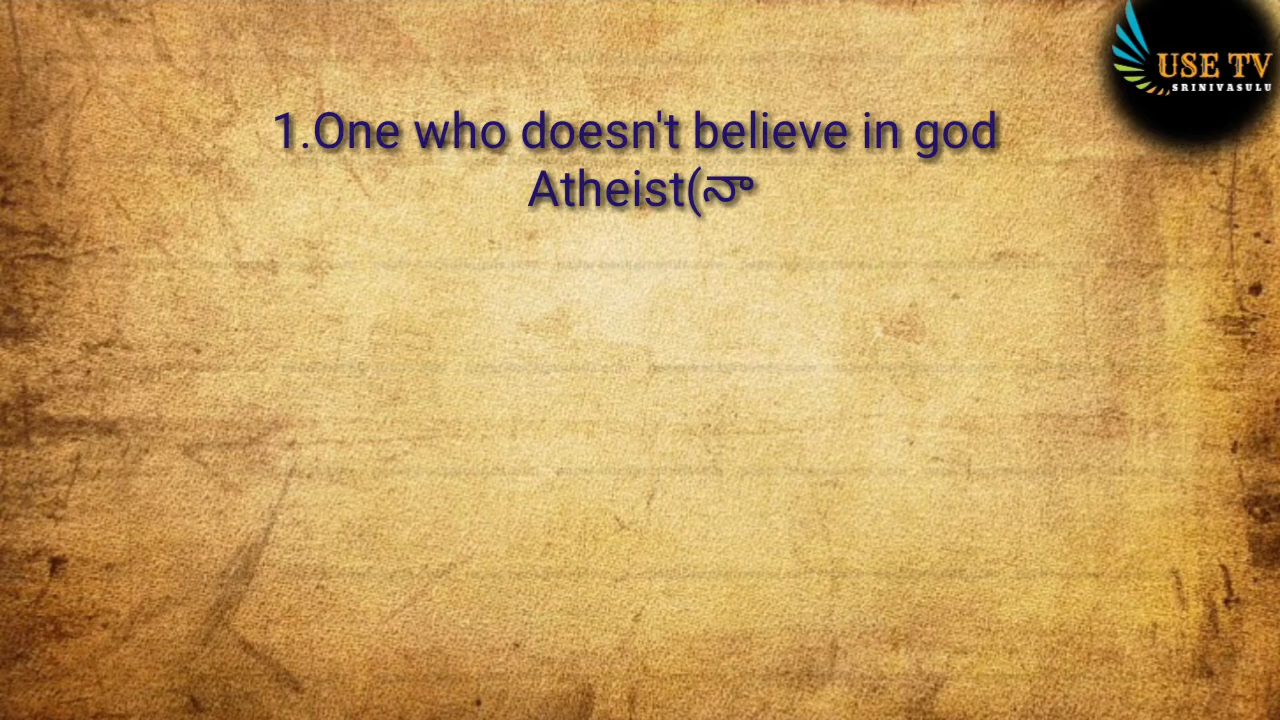 USE TV
SRINIVASULU
1.One who doesn't believe in god
Atheist(నా